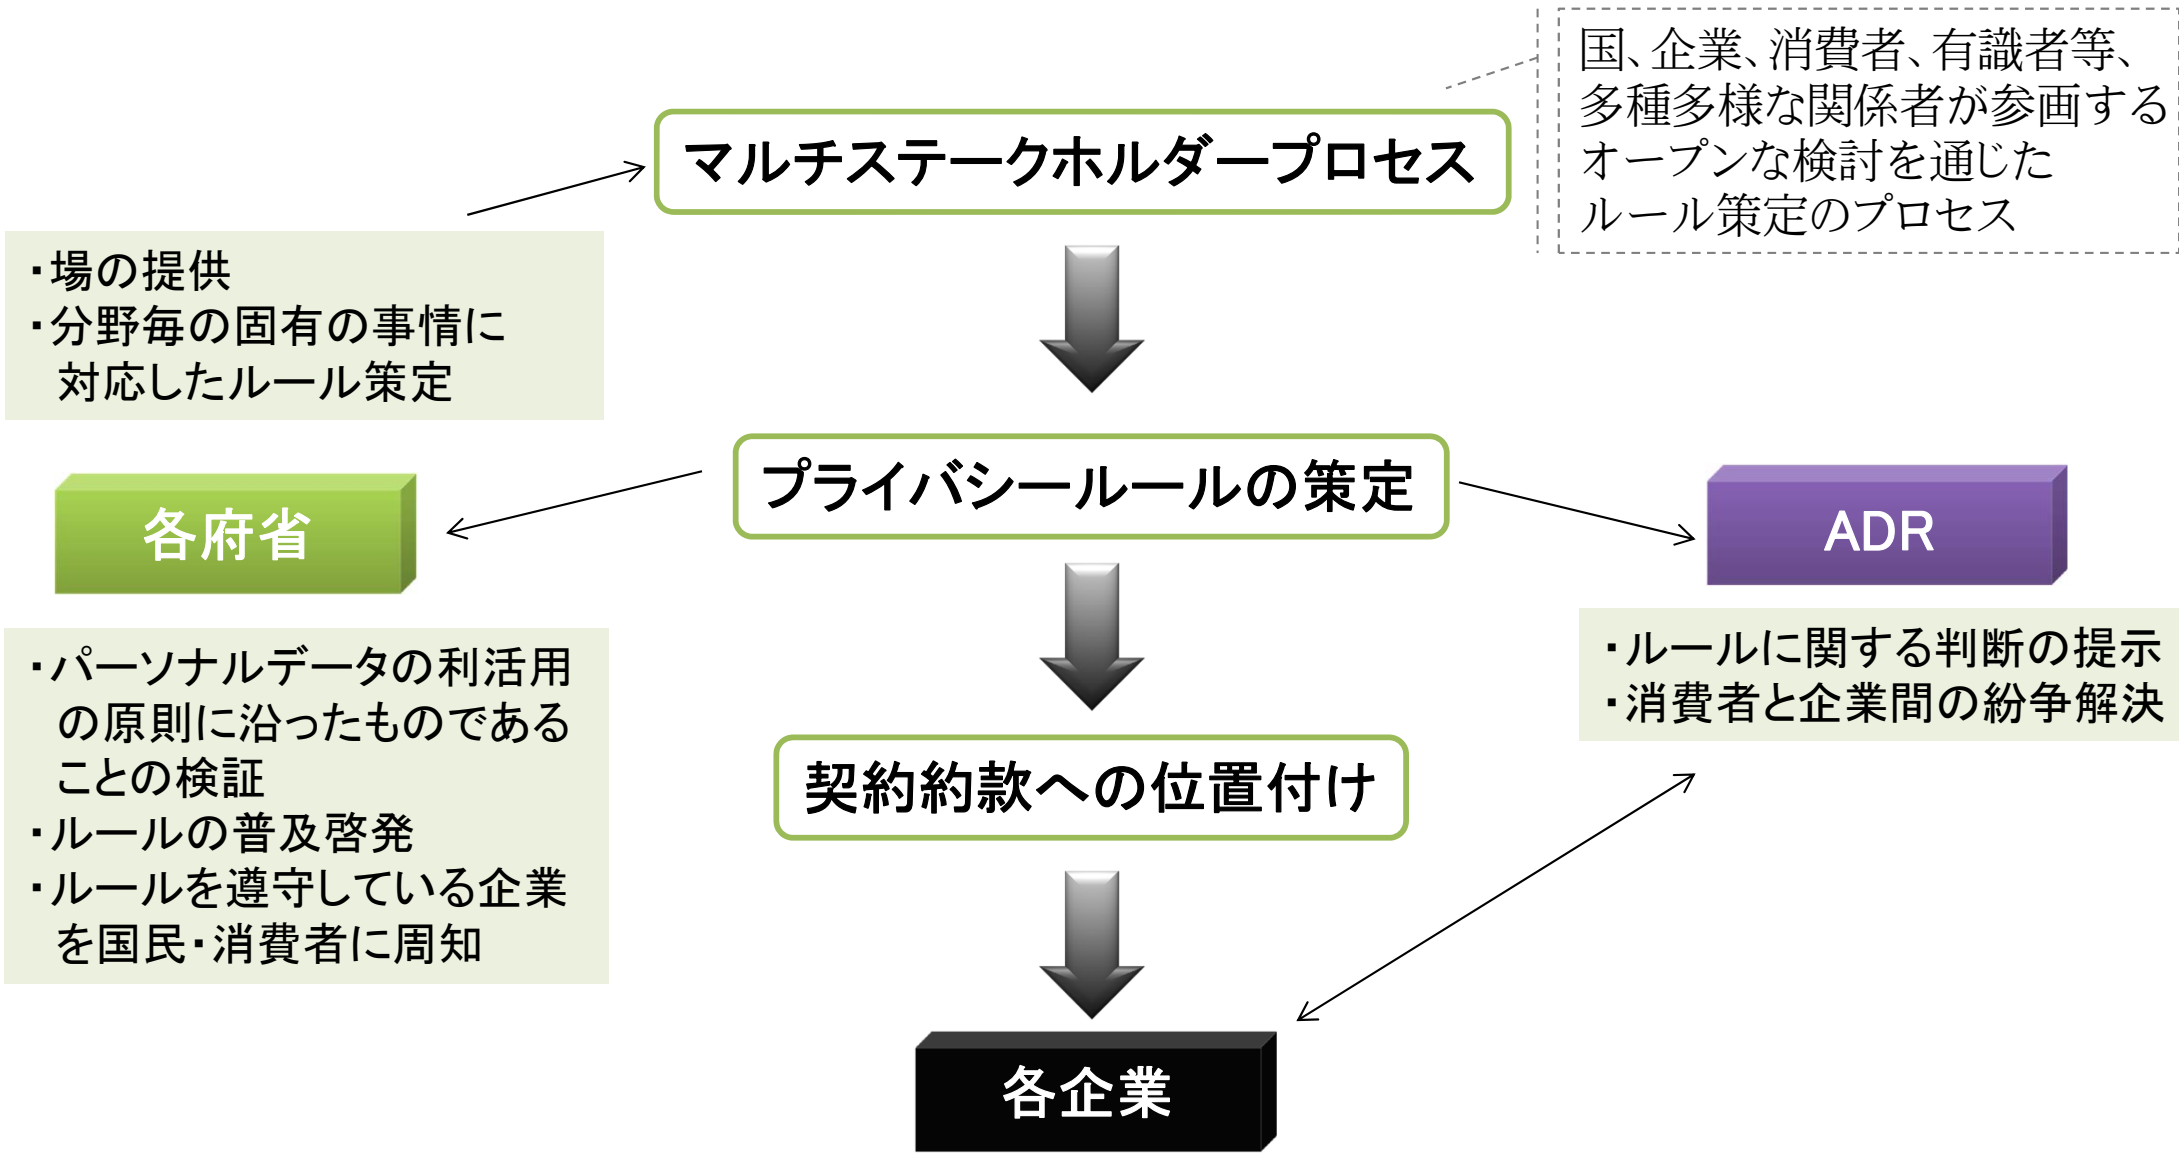 国、企業、消費者、有識者等、
多種多様な関係者が参画する
オープンな検討を通じた
ルール策定のプロセス
マルチステークホルダープロセス
・場の提供
・分野毎の固有の事情に
対応したルール策定
プライバシールールの策定
各府省
ADR
・パーソナルデータの利活用
の原則に沿ったものである
ことの検証
・ルールの普及啓発
・ルールを遵守している企業
を国民・消費者に周知
・ルールに関する判断の提示
・消費者と企業間の紛争解決
契約約款への位置付け
各企業